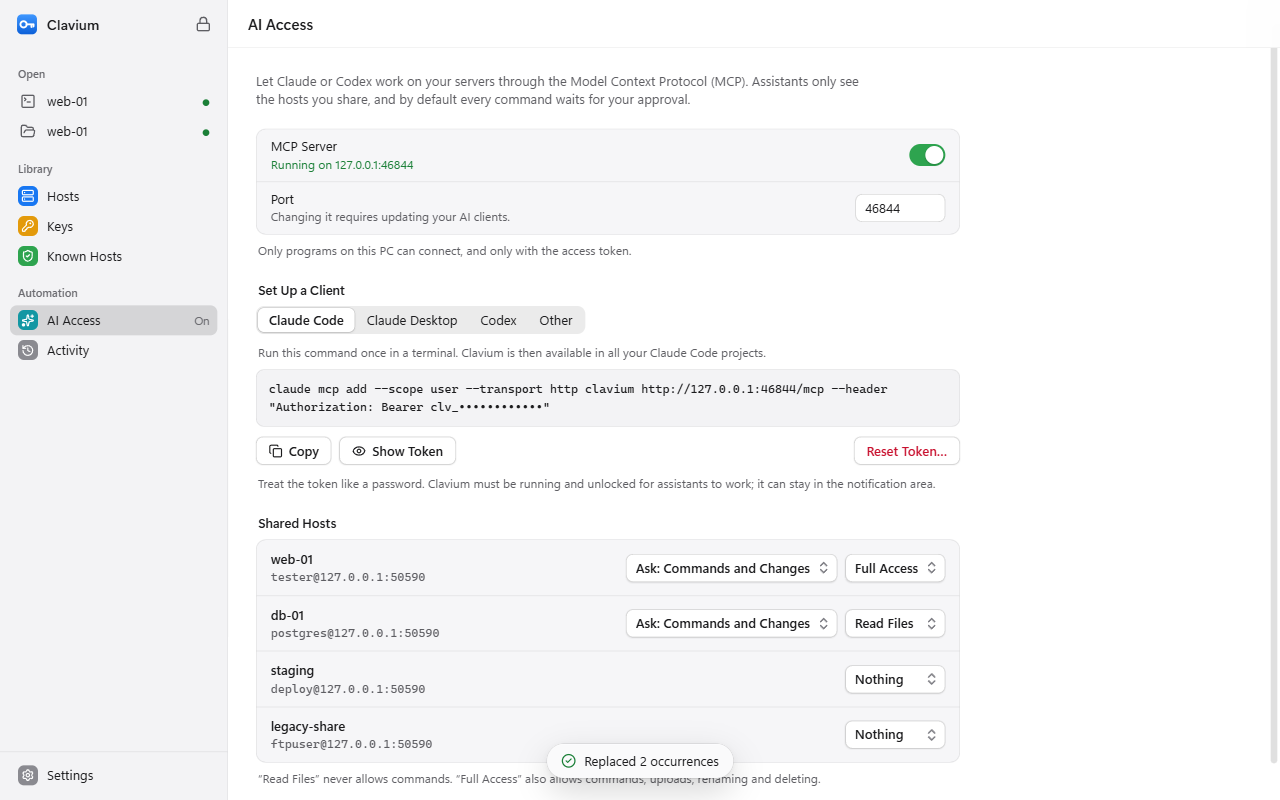 Clavium
AI Access
Open
web-01
web-01
Library
Hosts
Keys
Known Hosts
Automation
AI Access On
Activity
Settings
Let Claude or Codex work on your servers through the Model Context Protocol (MCP). Assistants only see
the hosts you share, and by default every command waits for your approval.
MCP Server
Running on 127.0.0.1:46844
Port
46844
Changing it requires updating your AI clients.
Only programs on this PC can connect, and only with the access token.
Set Up a Client
Claude Code Claude Desktop Codex Other
Run this command once in a terminal. Clavium is then available in all your Claude Code projects.
claude mcp add --scope user --transport http clavium http://127.0.0.1:46844/mcp --header
"Authorization: Bearer clv_••••••••••••"
Copy Show Token Reset Token...
Treat the token like a password. Clavium must be running and unlocked for assistants to work; it can stay in the notification area.
Shared Hosts
web-01
tester@127.0.0.1:50590
Ask: Commands and Changes Full Access
db-01
postgres@127.0.0.1:50590
Ask: Commands and Changes Read Files
staging
deploy@127.0.0.1:50590
Nothing
legacy-share
ftpuser@127.0.0.1:50590
Nothing
Replaced 2 occurrences
“Read Files” never allows commands. “Full Access” also allows commands, uploads, renaming and deleting.